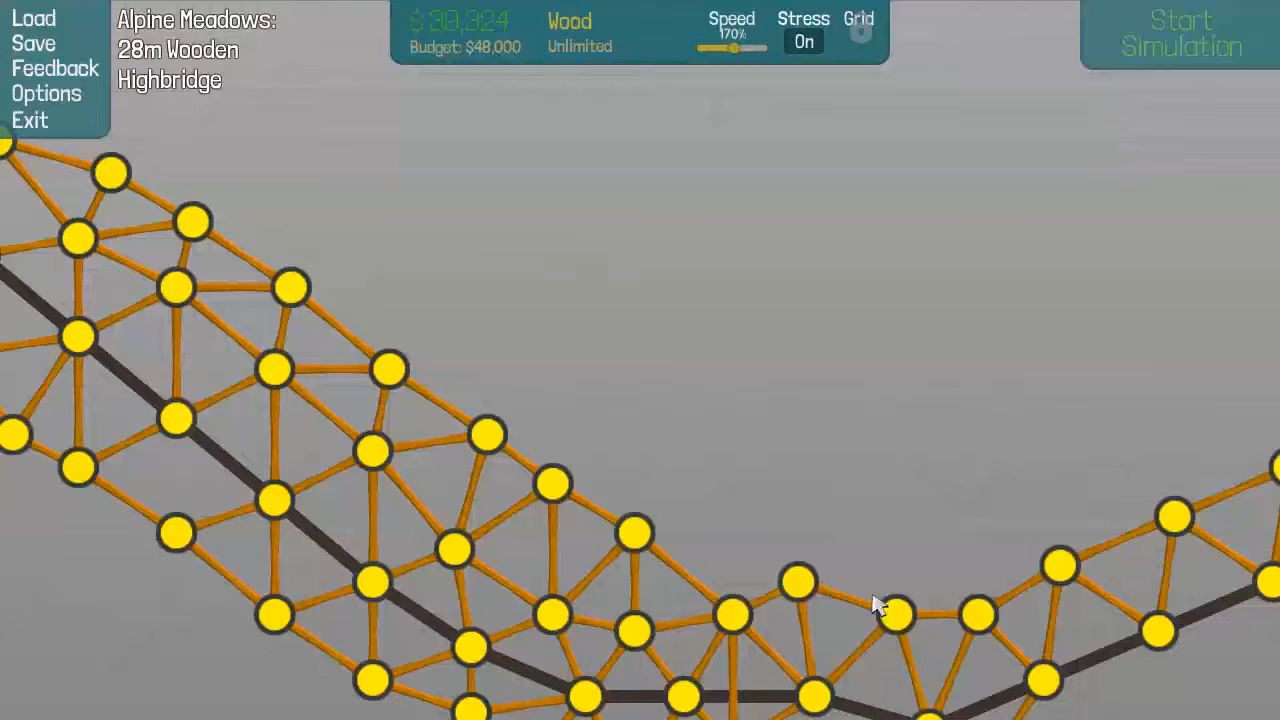 Load
Save
Feedback
Options
Exit
Alpine Meadows:
28m Wooden
Highbridge
Budget: $48,000
Wood
Unlimited
Speed
170%
Stress
On
Grid
Start
Simulation